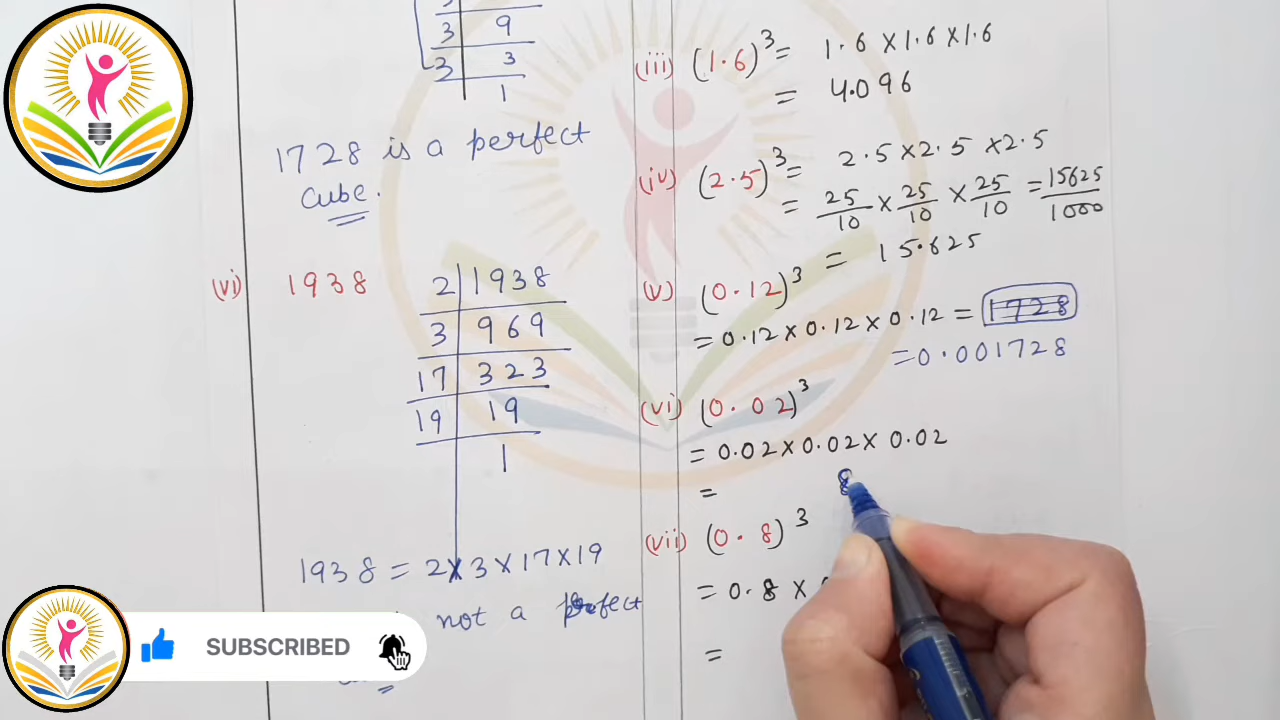 3 9
3 3
1
1728 is a perfect
cube.
(vi) 1938
2 1938
3 969
17 323
19 19
1
1938 = 2×3×17×19
not a perfect
SUBSCRIBED
(iii) (1.6)³ = 1.6 × 1.6 × 1.6
= 4.096
(iv) (2.5)³ = 2.5 × 2.5 × 2.5
= 25/10 × 25/10 × 25/10 = 15625/1000
= 15.625
(v) (0.12)³
= 0.12 × 0.12 × 0.12 = 1728
= 0.001728
(vi) (0.02)³
= 0.02 × 0.02 × 0.02
= 8
(vii) (0.8)³
= 0.8 ×
=